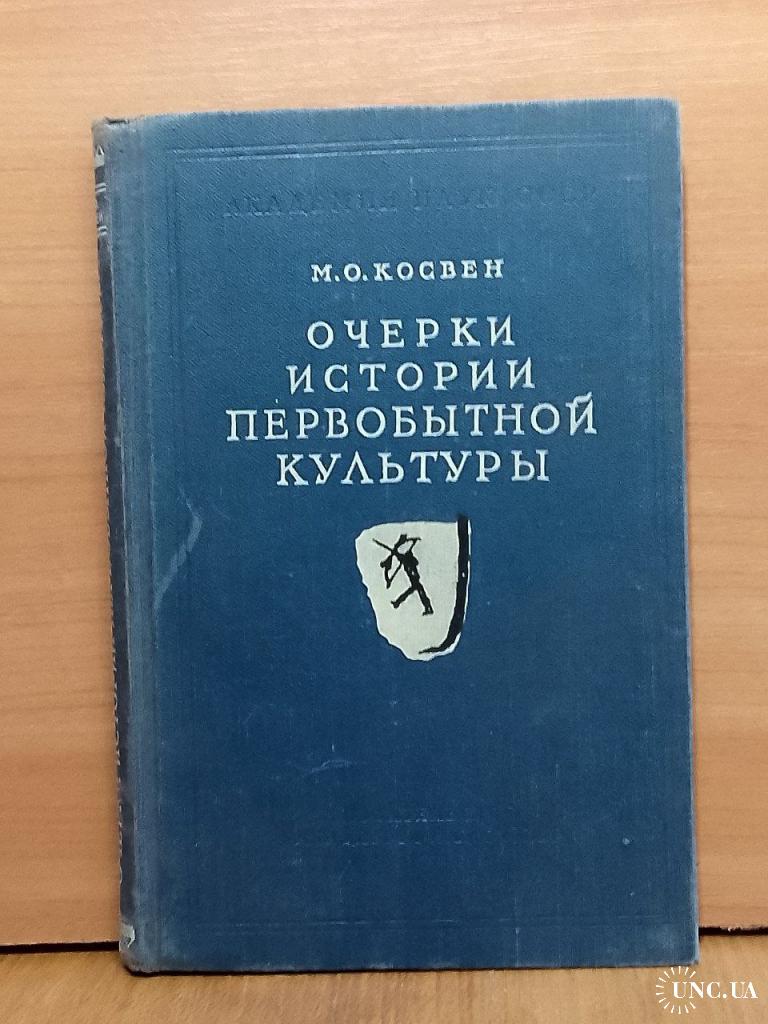 АКАДЕМИЯ НАУК СССР
М.О.КОСВЕН
ОЧЕРКИ
ИСТОРИИ
ПЕРВОБЫТНОЙ
КУЛЬТУРЫ
UNC.UA